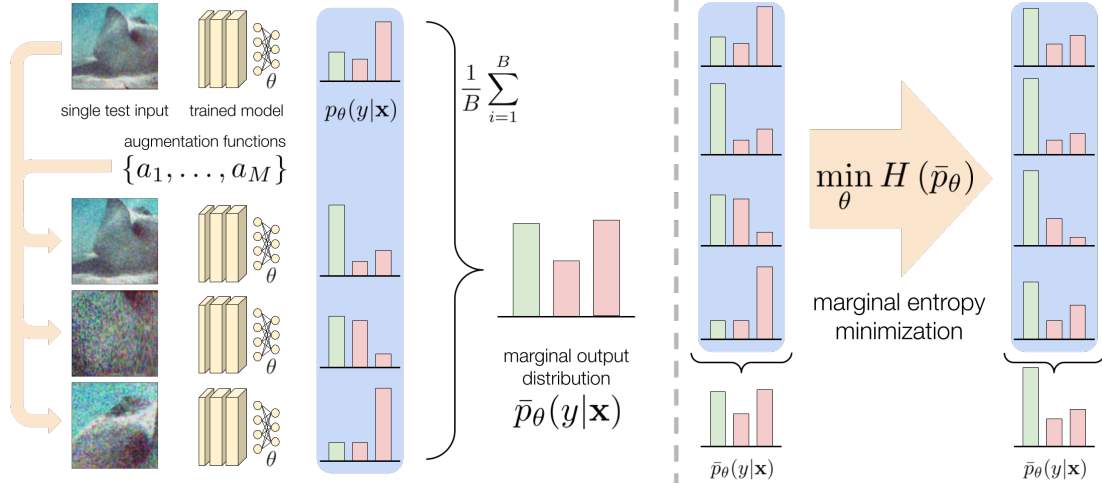 single test input
trained model
θ
p_θ(y|𝐱)
augmentation functions
{a_1, . . . , a_M}
θ
θ
θ
1/B ∑_{i=1}^{B}
marginal output
distribution
p̄_θ(y|𝐱)
p̄_θ(y|𝐱)
min_θ H (p̄_θ)
marginal entropy
minimization
p̄_θ(y|𝐱)